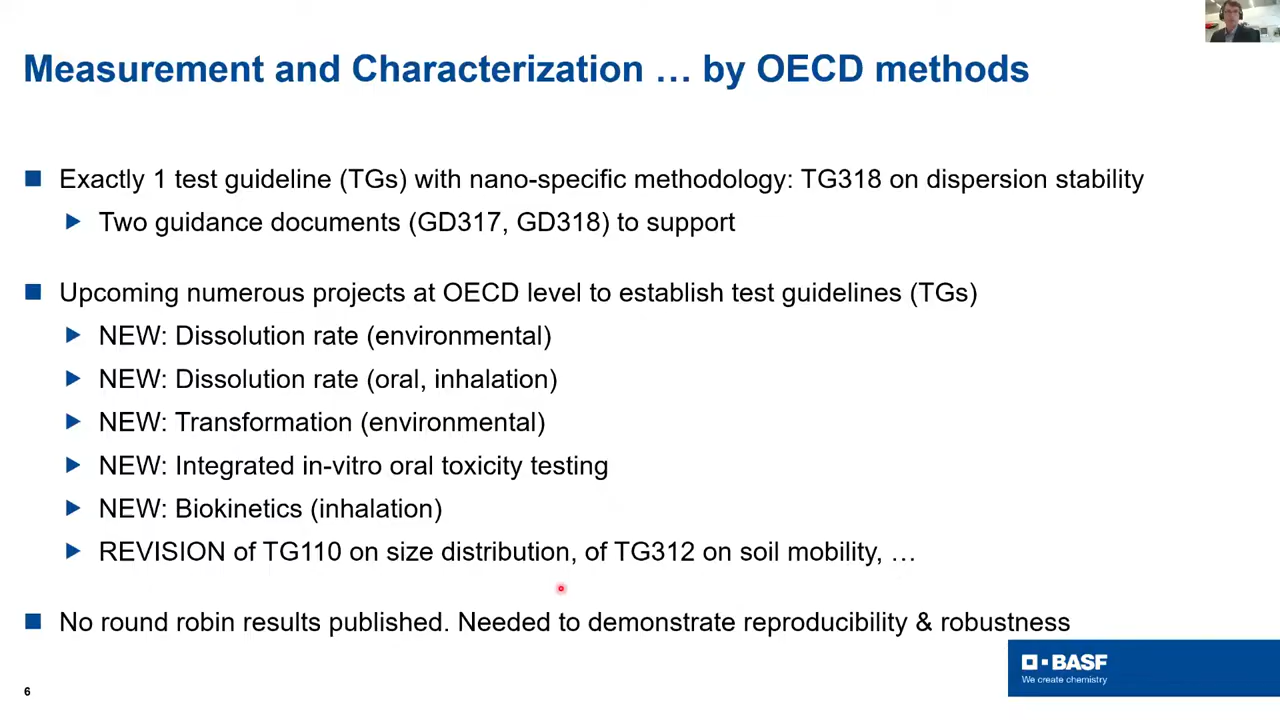 Measurement and Characterization … by OECD methods
Exactly 1 test guideline (TGs) with nano-specific methodology: TG318 on dispersion stability
Two guidance documents (GD317, GD318) to support
Upcoming numerous projects at OECD level to establish test guidelines (TGs)
NEW: Dissolution rate (environmental)
NEW: Dissolution rate (oral, inhalation)
NEW: Transformation (environmental)
NEW: Integrated in-vitro oral toxicity testing
NEW: Biokinetics (inhalation)
REVISION of TG110 on size distribution, of TG312 on soil mobility, …
No round robin results published. Needed to demonstrate reproducibility & robustness
BASF
We create chemistry
6